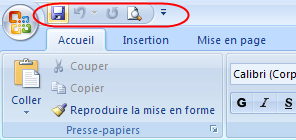 Accueil Insertion Mise en page
Couper
Copier
Coller
Reproduire la mise en forme
Presse-papiers
Calibri (Corp
G I S